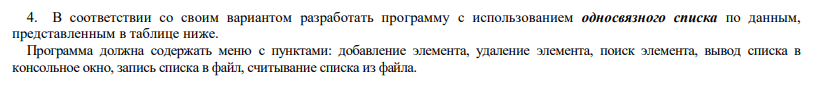 4. В соответствии со своим вариантом разработать программу с использованием односвязного списка по данным,
представленным в таблице ниже.
Программа должна содержать меню с пунктами: добавление элемента, удаление элемента, поиск элемента, вывод списка в
консольное окно, запись списка в файл, считывание списка из файла.